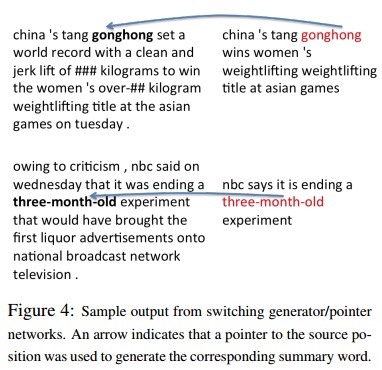 china 's tang gonghong set a
world record with a clean and
jerk lift of ### kilograms to win
the women 's over-## kilogram
weightlifting title at the asian
games on tuesday .
china 's tang gonghong
wins women 's
weightlifting weightlifting
title at asian games
owing to criticism , nbc said on
wednesday that it was ending a
three-month-old experiment
that would have brought the
first liquor advertisements onto
national broadcast network
television .
nbc says it is ending a
three-month-old
experiment
Figure 4: Sample output from switching generator/pointer
networks. An arrow indicates that a pointer to the source po-
sition was used to generate the corresponding summary word.